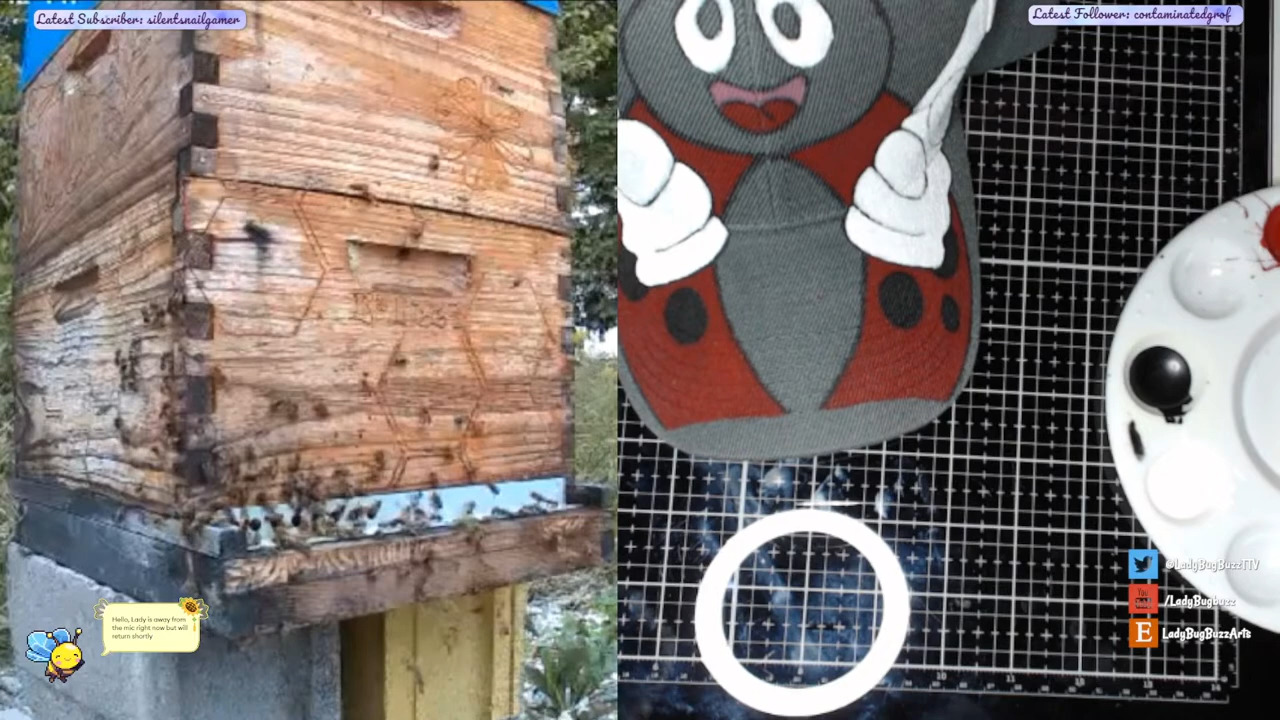 Latest Subscriber: silentsnailgamer
Latest Follower: contaminatedgrof
Hello, Lady is away from
the mic right now but will
return shortly
@LadyBugBuzzTTV
/LadyBugbuzz
E LadyBugBuzzArts